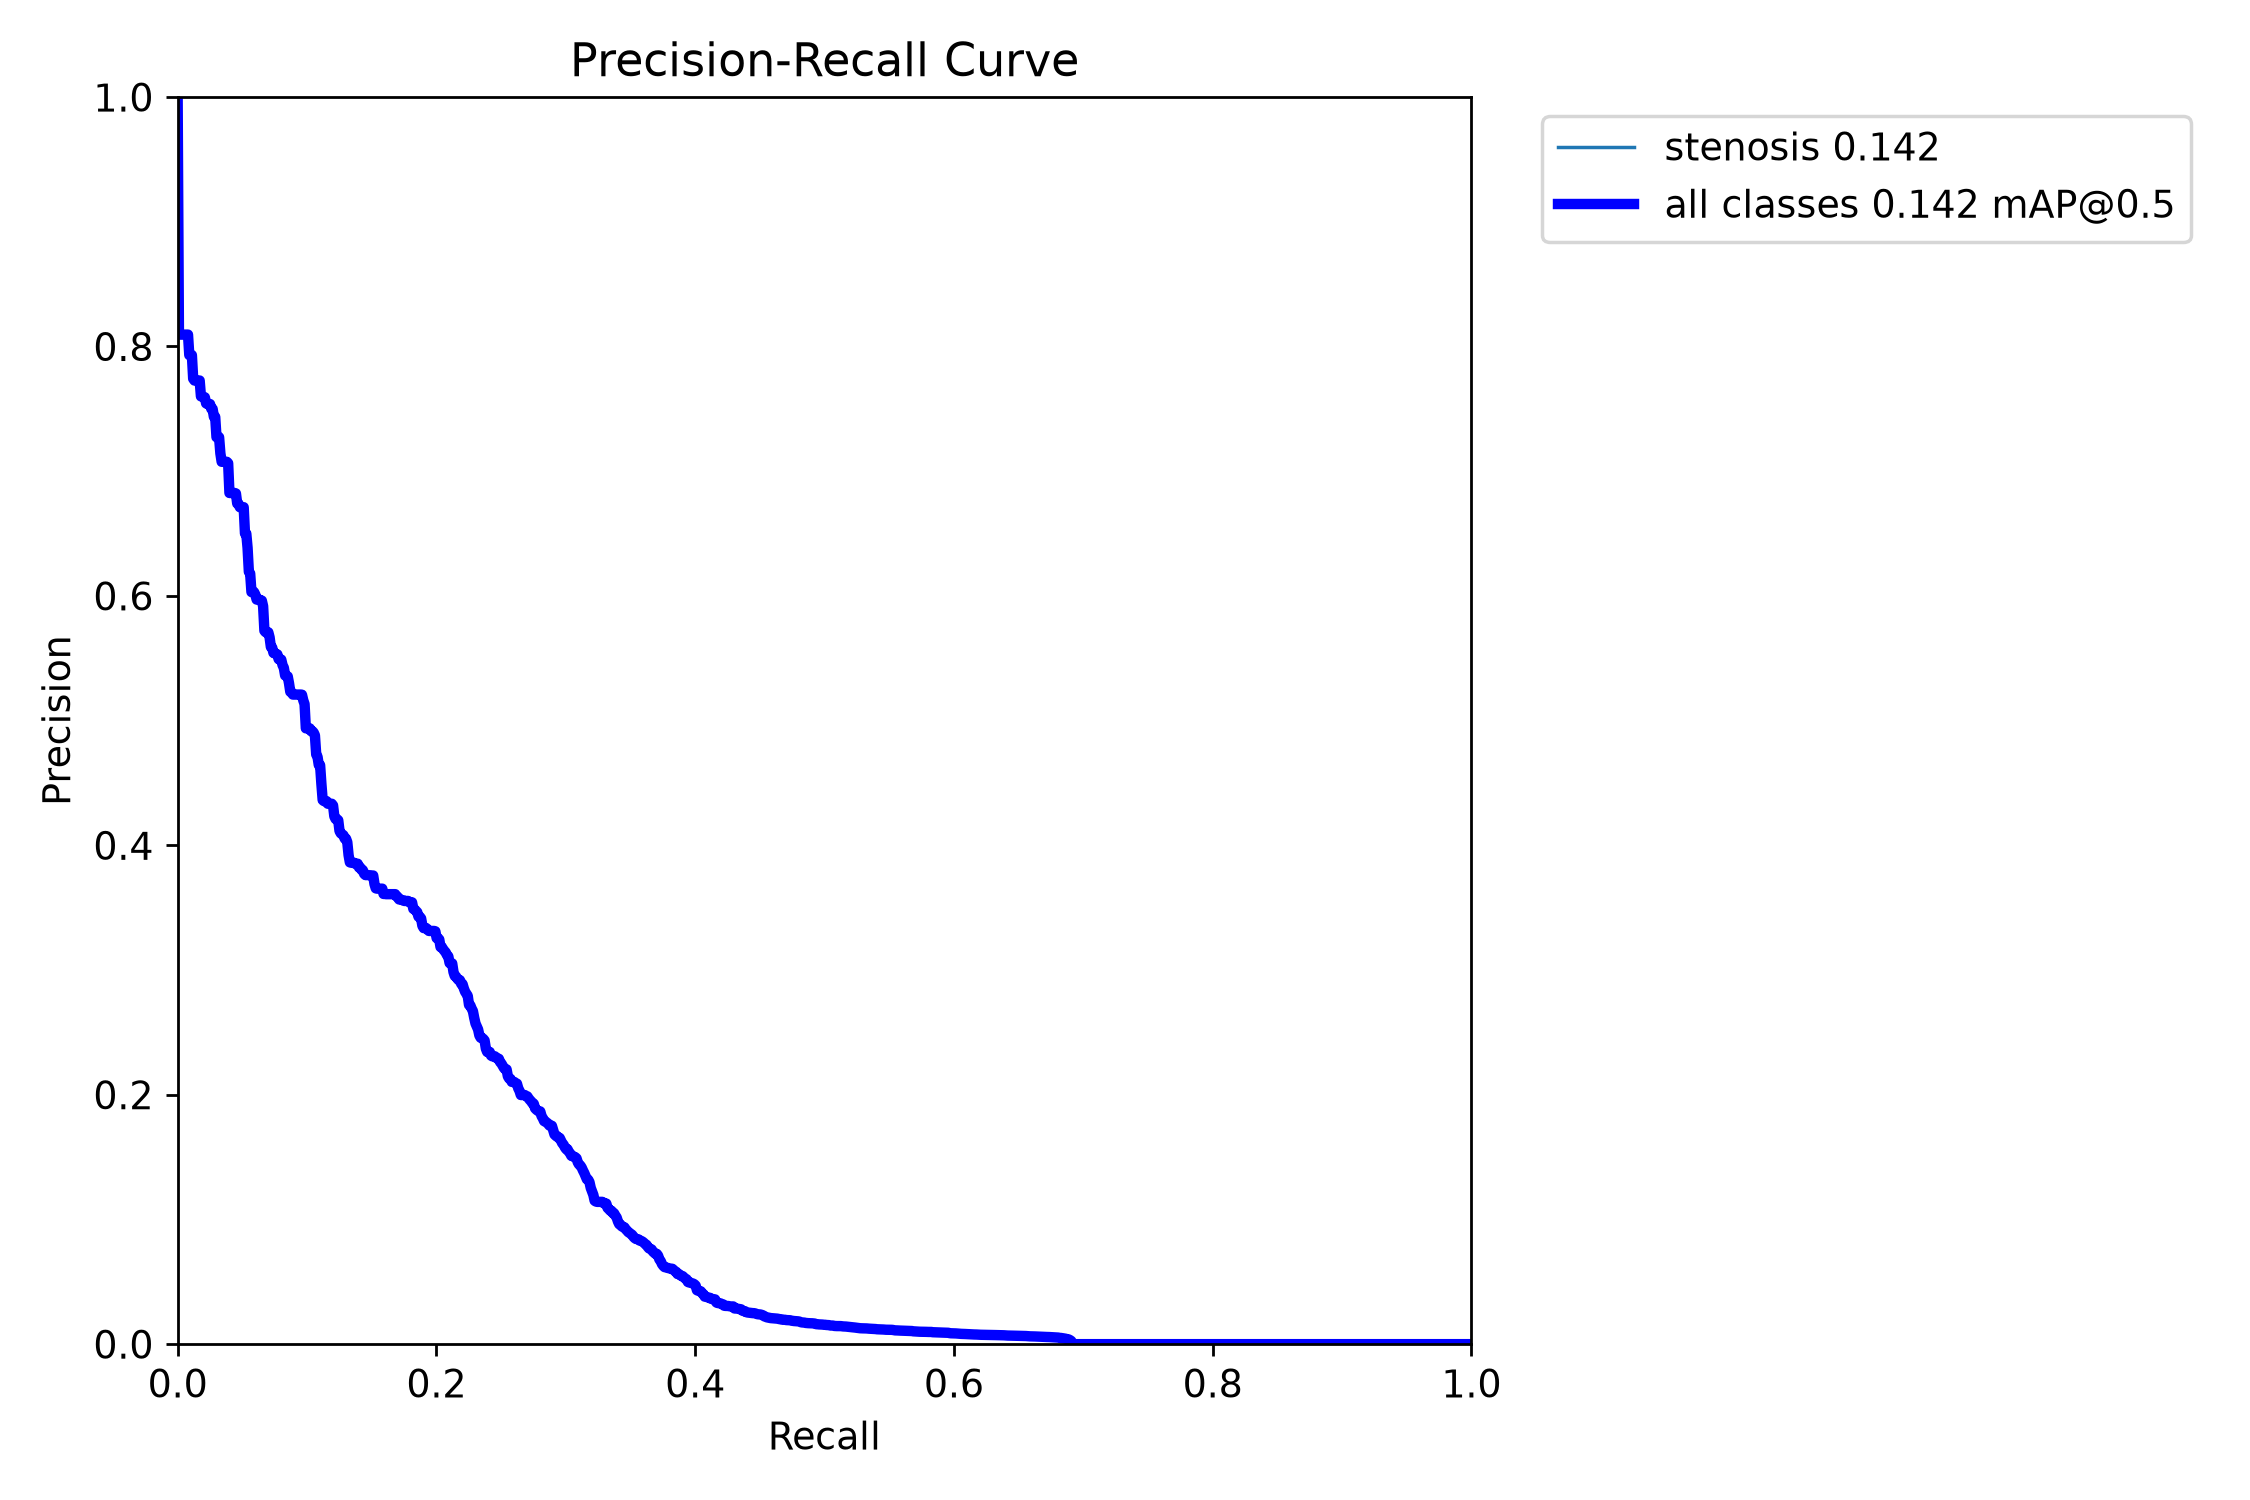 Precision-Recall Curve
1.0
0.8
0.6
0.4
0.2
0.0
Precision
0.0 0.2 0.4 0.6 0.8 1.0
Recall
stenosis 0.142
all classes 0.142 mAP@0.5